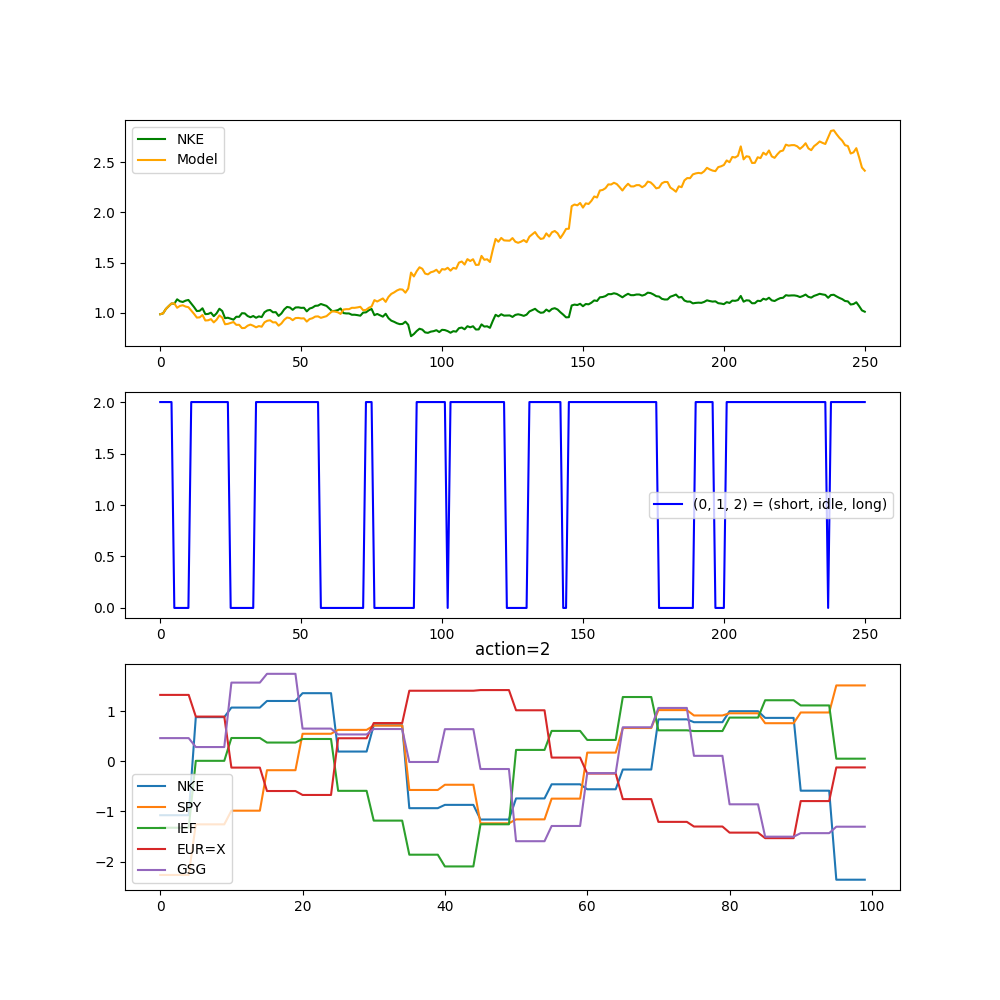 NKE
Model
2.5
2.0
1.5
1.0
0 50 100 150 200 250
2.0
1.5
1.0
0.5
0.0
(0, 1, 2) = (short, idle, long)
0 50 100 150 200 250
action=2
1
0
−1
−2
NKE
SPY
IEF
EUR=X
GSG
0 20 40 60 80 100